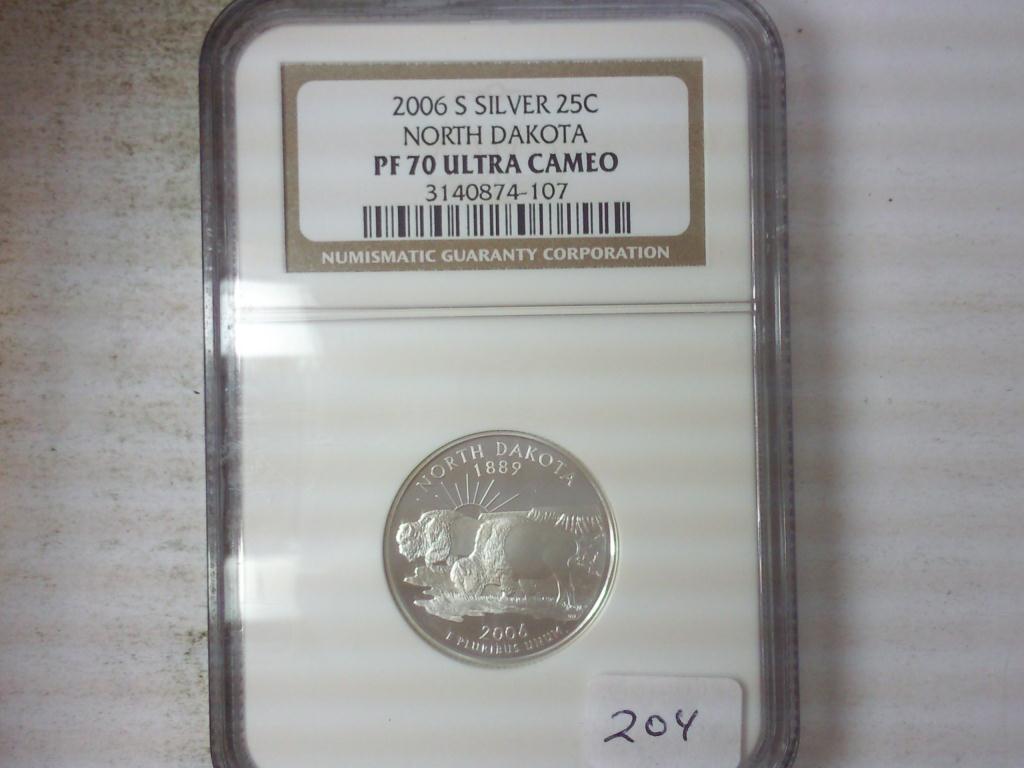 2006 S SILVER 25C
NORTH DAKOTA
PF 70 ULTRA CAMEO
3140874-107
NUMISMATIC GUARANTY CORPORATION
NORTH DAKOTA
1889
2006
E PLURIBUS UNUM
204